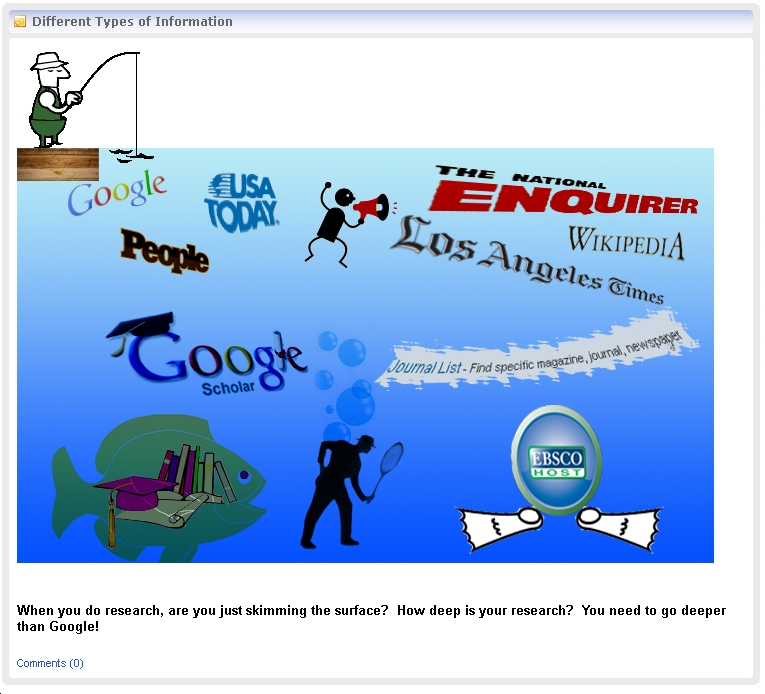 Different Types of Information
Google
USA
TODAY
THE NATIONAL
ENQUIRER
People
Los Angeles Times
WIKIPEDIA
Google
Scholar
Journal List - Find specific magazine, journal, newspaper
EBSCO
HOST
When you do research, are you just skimming the surface?  How deep is your research?  You need to go deeper
than Google!
Comments (0)